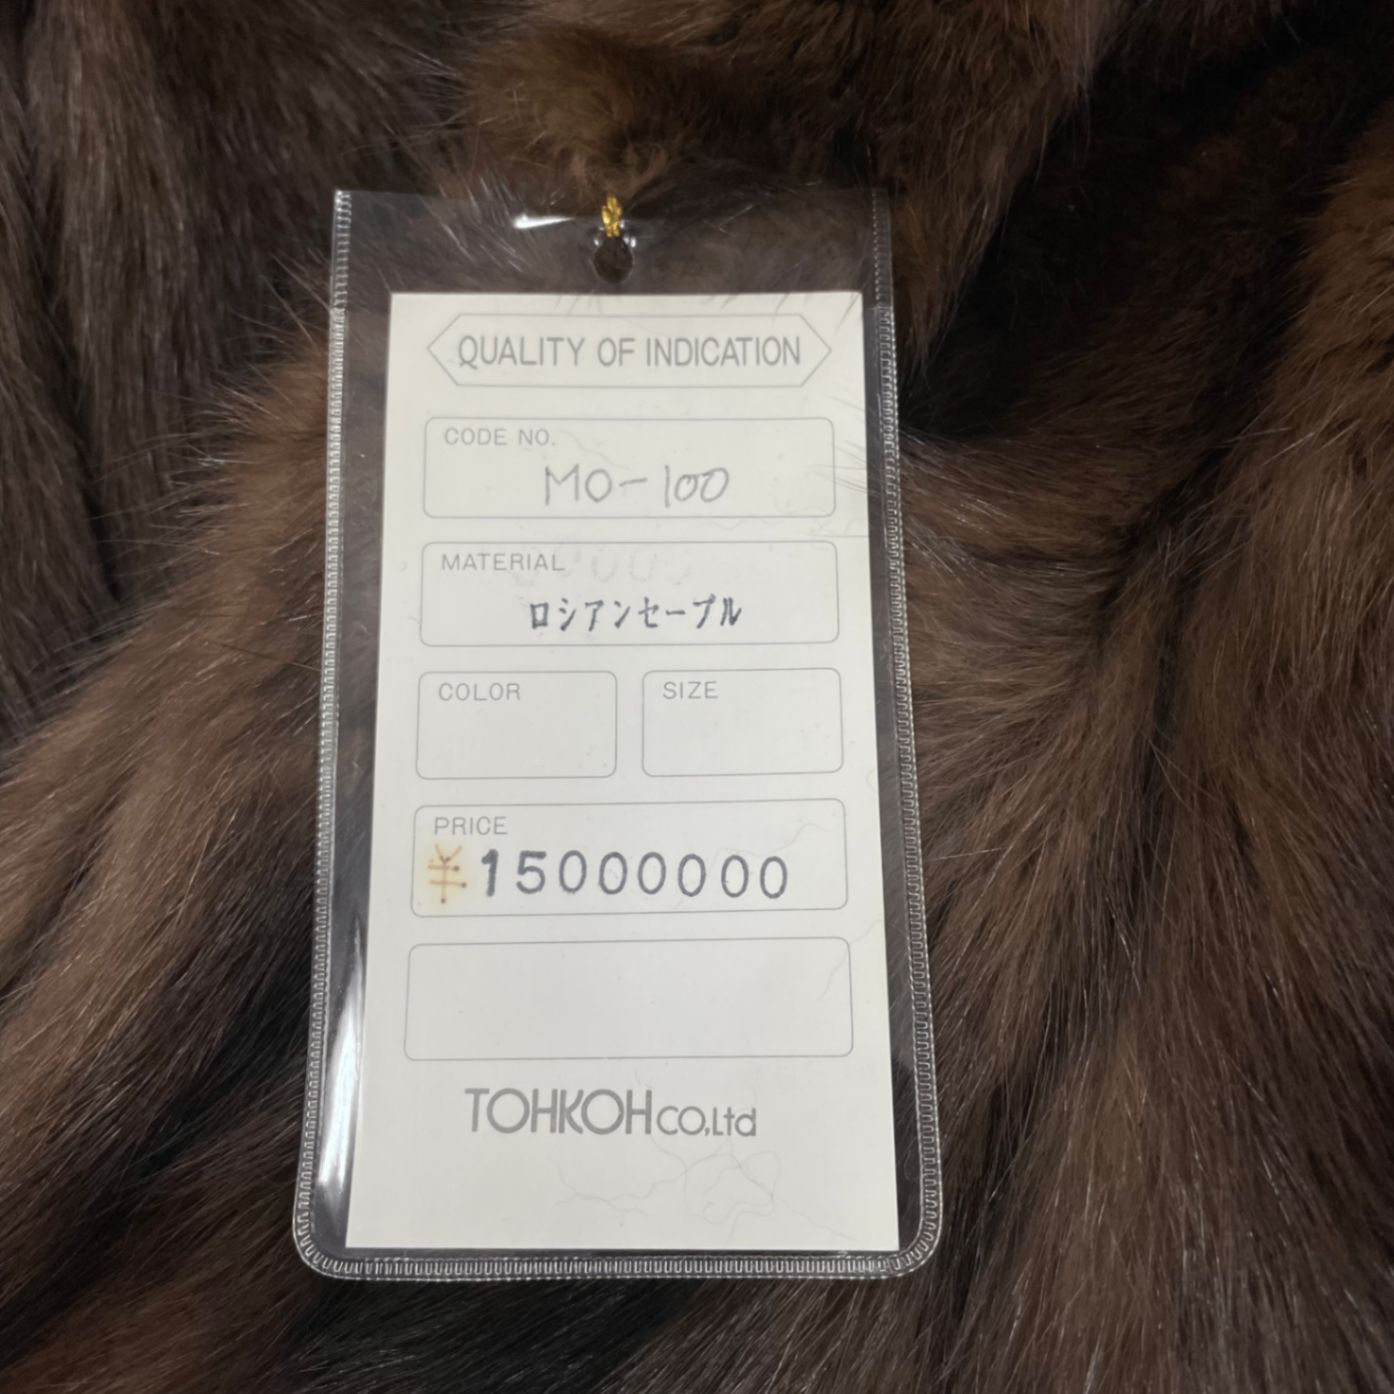 QUALITY OF INDICATION
CODE NO.
MO-100
MATERIAL
ロシアンセーブル
COLOR
SIZE
PRICE
¥15000000
TOHKOH CO,Ltd